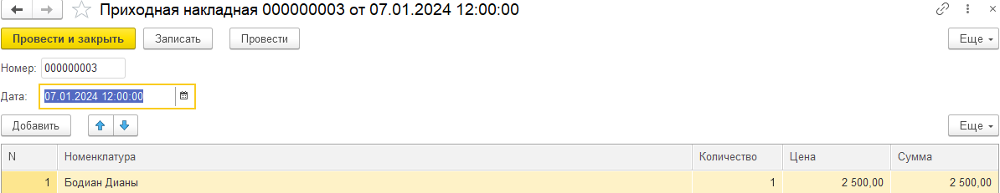 Приходная накладная 000000003 от 07.01.2024 12:00:00
Провести и закрыть Записать Провести Еще
Номер: 000000003
Дата: 07.01.2024 12:00:00
Добавить Еще
N Номенклатура Количество Цена Сумма
1 Бодиан Дианы 1 2 500,00 2 500,00